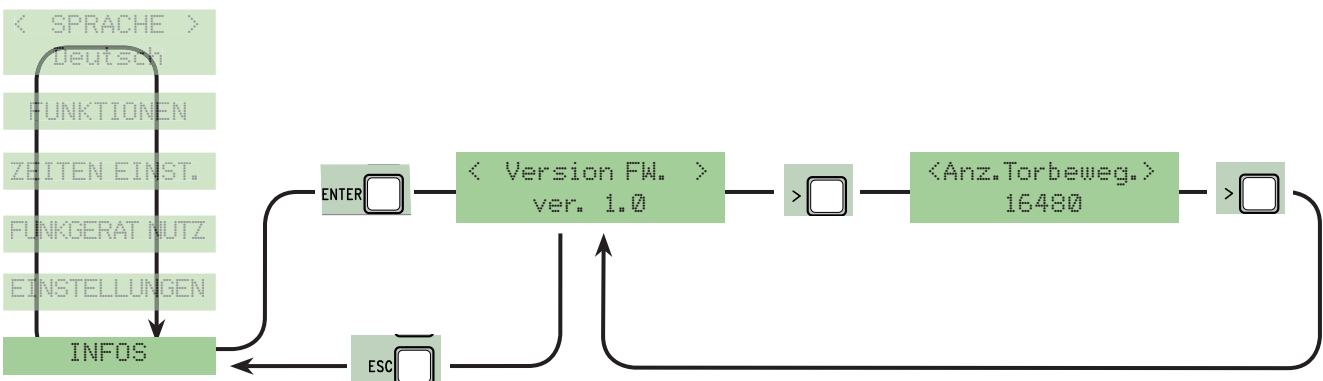 < SPRACHE >
Deutsch
FUNKTIONEN
ZEITEN EINST.
FUNKGERAT NUTZ
EINSTELLUNGEN
INFOS
ENTER
< Version FW. >
ver. 1.0
>
<Anz.Torbeweg.>
16480
>
ESC